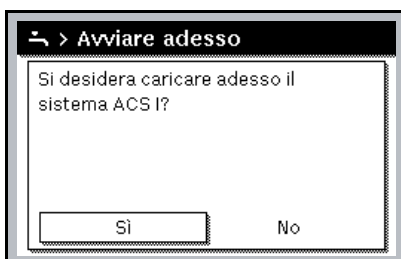 > Avviare adesso
Si desidera caricare adesso il
sistema ACS I?
Sì No